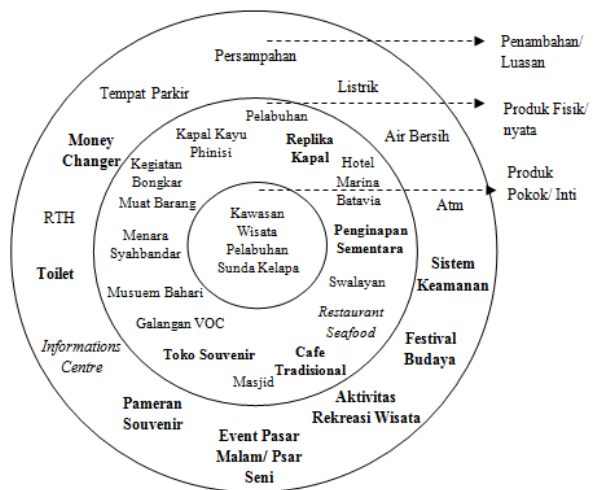 Persampahan
Penambahan/
Luasan
Tempat Parkir
Listrik
Produk Fisik/
nyata
Pelabuhan
Money
Changer
Kapal Kayu
Phinisi
Replika
Kapal
Air Bersih
Kegiatan
Bongkar
Muat Barang
Hotel
Marina
Batavia
Produk
Pokok/ Inti
RTH
Kawasan
Wisata
Pelabuhan
Sunda Kelapa
Atm
Menara
Syahbandar
Penginapan
Sementara
Toilet
Sistem
Keamanan
Musuem Bahari
Swalayan
Galangan VOC
Restaurant
Seafood
Informations
Centre
Toko Souvenir
Cafe
Tradisional
Festival
Budaya
Masjid
Pameran
Souvenir
Aktivitas
Rekreasi Wisata
Event Pasar
Malam/ Psar
Seni